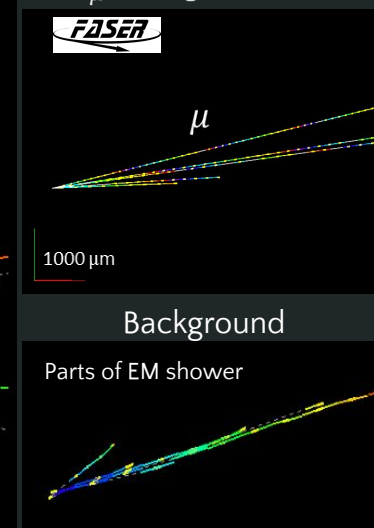 FASER
μ
1000 μm
Background
Parts of EM shower